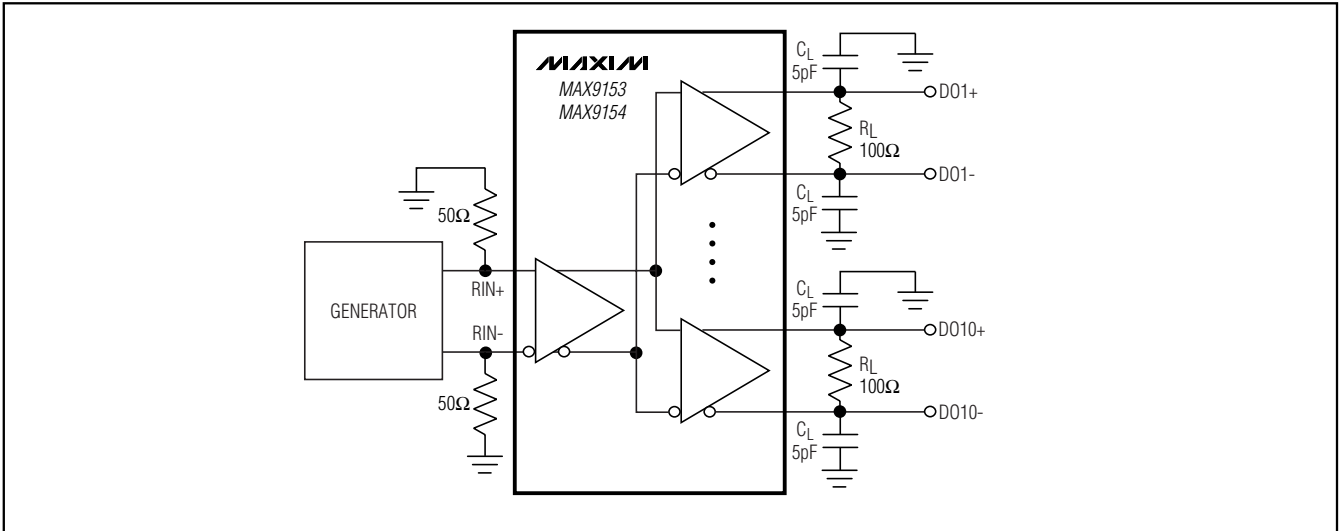 MAXIM
MAX9153
MAX9154
CL
5pF
DO1+
RL
100Ω
DO1-
CL
5pF
50Ω
RIN+
GENERATOR
RIN-
50Ω
CL
5pF
DO10+
RL
100Ω
DO10-
CL
5pF